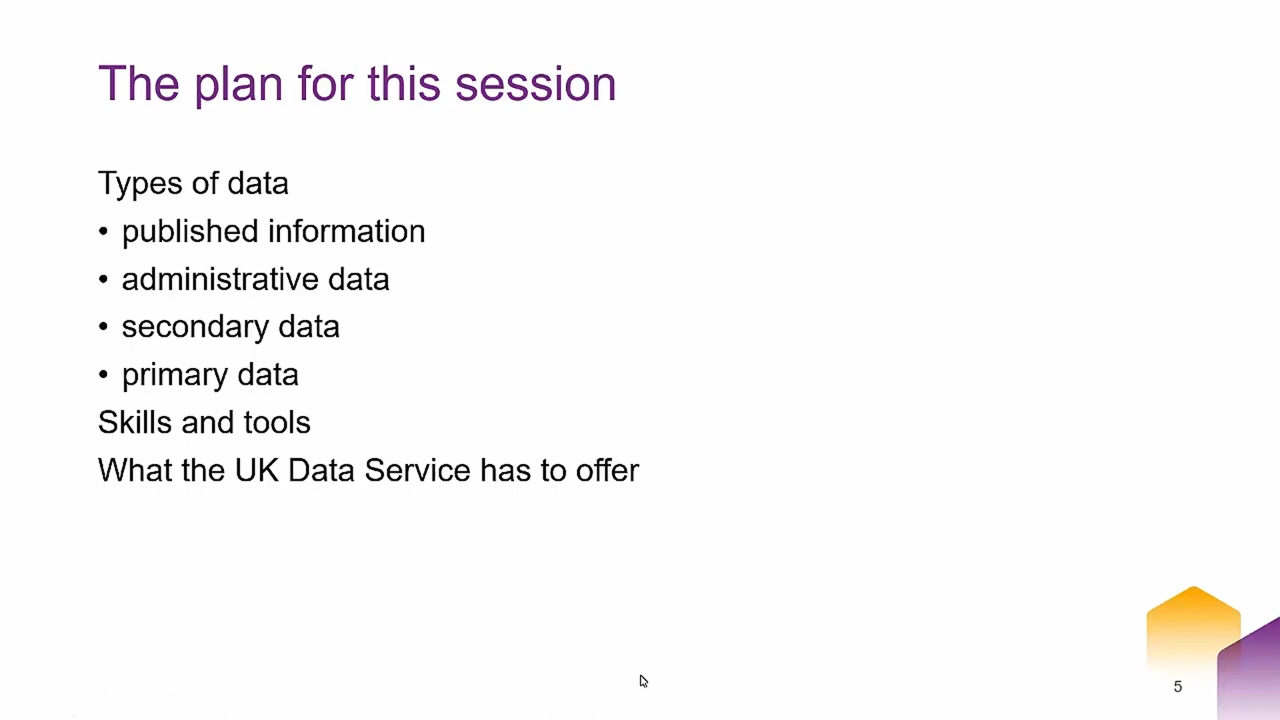 The plan for this session
Types of data
• published information
• administrative data
• secondary data
• primary data
Skills and tools
What the UK Data Service has to offer
5